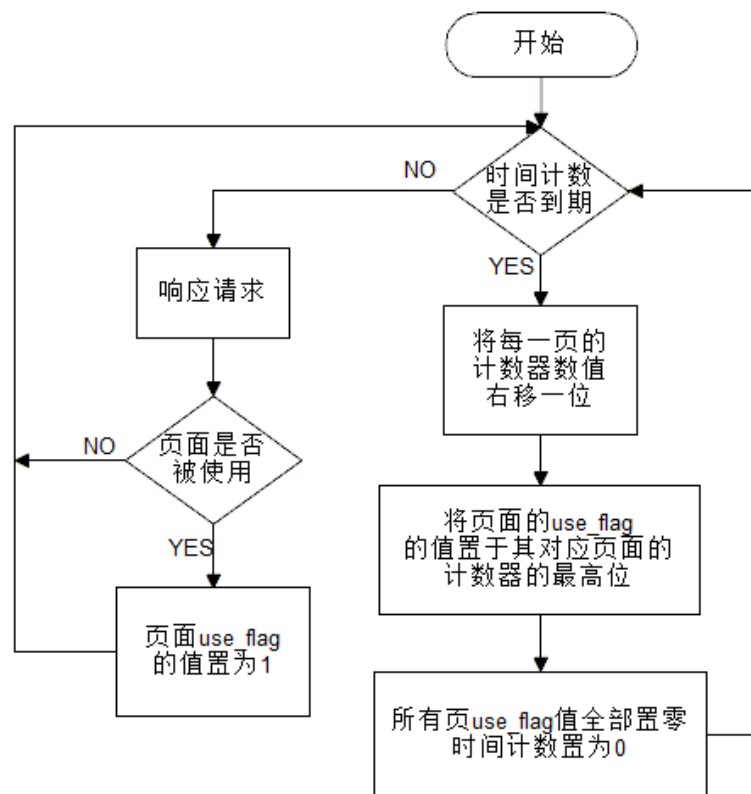 开始
时间计数
是否到期
NO
YES
响应请求
将每一页的
计数器数值
右移一位
页面是否
被使用
NO
YES
将页面的use_flag
的值置于其对应页面的
计数器的最高位
页面use_flag
的值置为1
所有页use_flag值全部置零
时间计数置为0